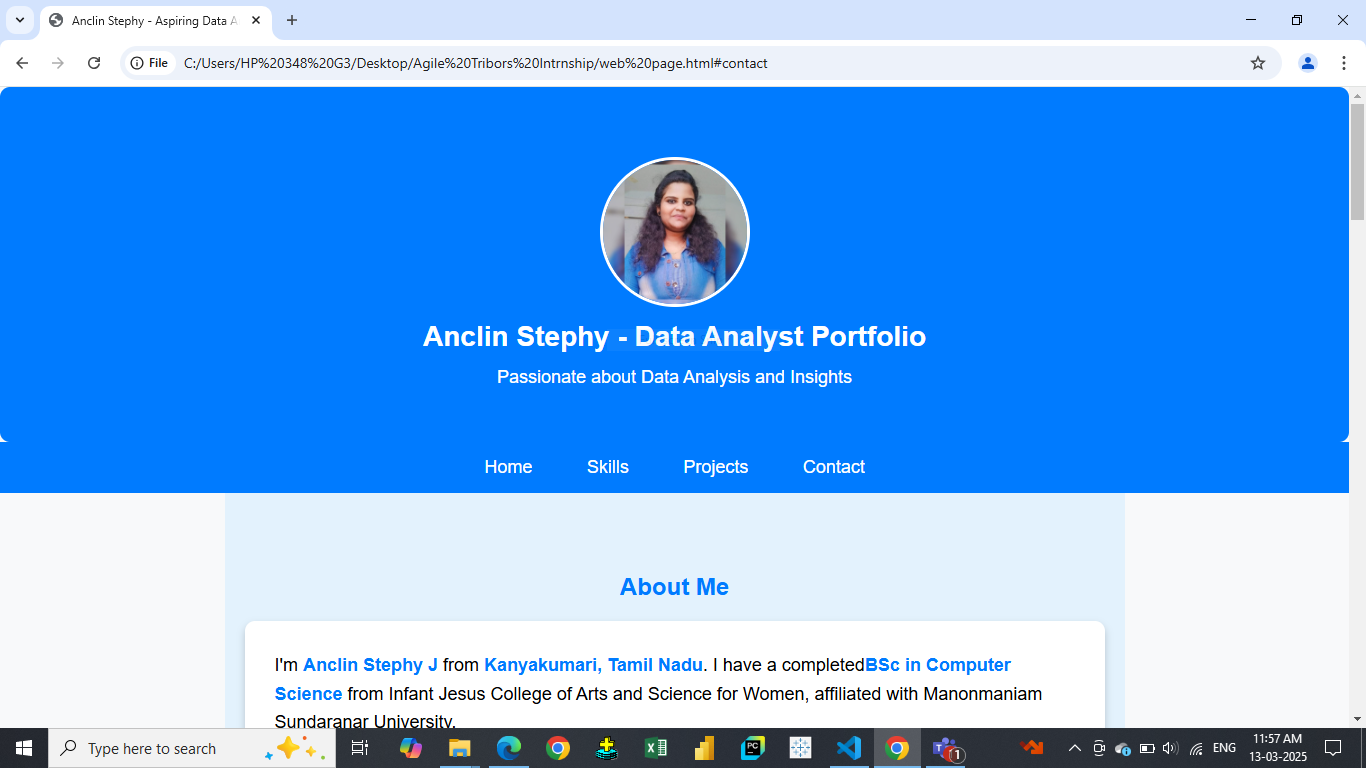 Anclin Stephy - Aspiring Data A
File
C:/Users/HP%20348%20G3/Desktop/Agile%20Tribors%20Intrnship/web%20page.html#contact
Anclin Stephy - Data Analyst Portfolio
Passionate about Data Analysis and Insights
Home Skills Projects Contact
About Me
I'm Anclin Stephy J from Kanyakumari, Tamil Nadu. I have a completedBSc in Computer
Science from Infant Jesus College of Arts and Science for Women, affiliated with Manonmaniam
Sundaranar University.
Type here to search
PC
1
ENG
11:57 AM
13-03-2025